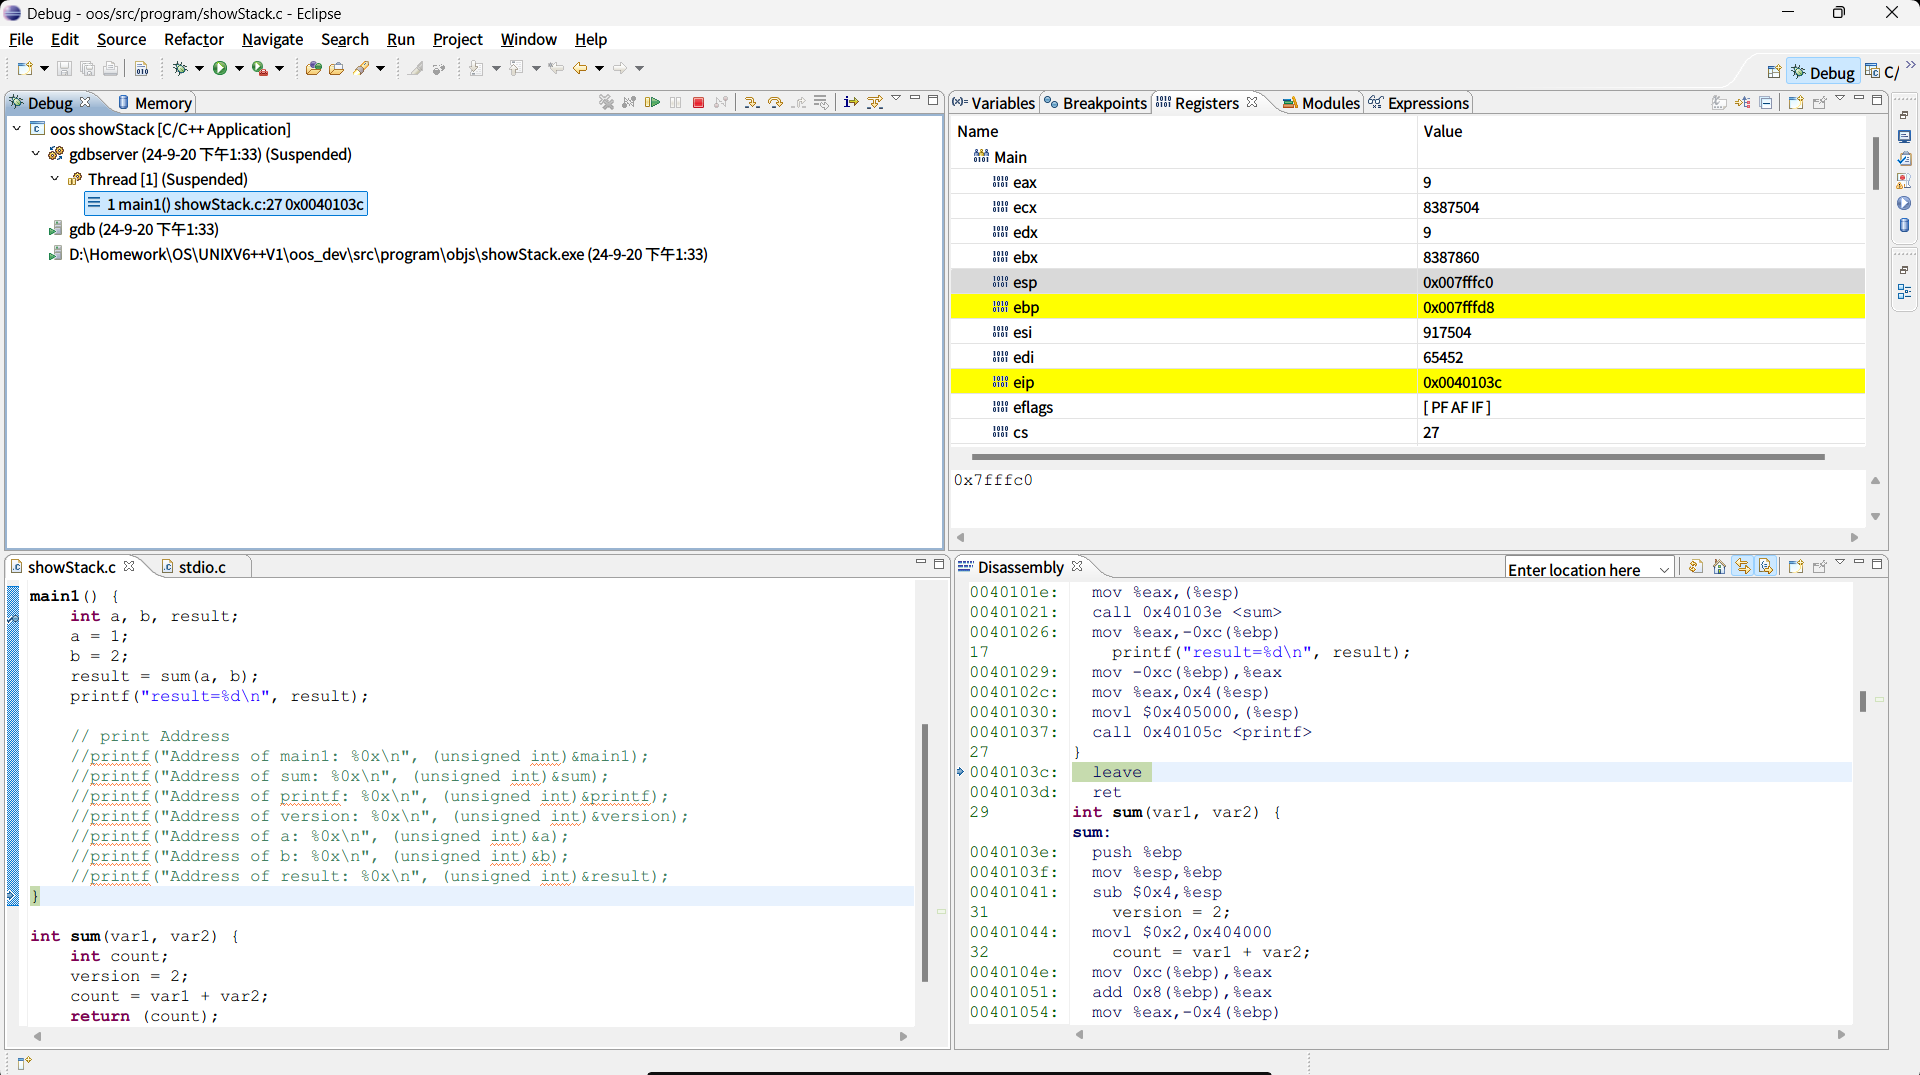 Debug - oos/src/program/showStack.c - Eclipse
File Edit Source Refactor Navigate Search Run Project Window Help
Debug C/ »
Debug Memory
oos showStack [C/C++ Application]
gdbserver (24-9-20 下午1:33) (Suspended)
Thread [1] (Suspended)
1 main1() showStack.c:27 0x0040103c
gdb (24-9-20 下午1:33)
D:\Homework\OS\UNIXV6++V1\oos_dev\src\program\objs\showStack.exe (24-9-20 下午1:33)
(x)= Variables Breakpoints Registers Modules Expressions
Name Value
Main
eax 9
ecx 8387504
edx 9
ebx 8387860
esp 0x007fffc0
ebp 0x007fffd8
esi 917504
edi 65452
eip 0x0040103c
eflags [ PF AF IF ]
cs 27
0x7fffc0
showStack.c stdio.c
main1() {
int a, b, result;
a = 1;
b = 2;
result = sum(a, b);
printf("result=%d\n", result);
// print Address
//printf("Address of main1: %0x\n", (unsigned int)&main1);
//printf("Address of sum: %0x\n", (unsigned int)&sum);
//printf("Address of printf: %0x\n", (unsigned int)&printf);
//printf("Address of version: %0x\n", (unsigned int)&version);
//printf("Address of a: %0x\n", (unsigned int)&a);
//printf("Address of b: %0x\n", (unsigned int)&b);
//printf("Address of result: %0x\n", (unsigned int)&result);
}
int sum(var1, var2) {
int count;
version = 2;
count = var1 + var2;
return (count);
Disassembly Enter location here
0040101e: mov %eax,(%esp)
00401021: call 0x40103e <sum>
00401026: mov %eax,-0xc(%ebp)
17 printf("result=%d\n", result);
00401029: mov -0xc(%ebp),%eax
0040102c: mov %eax,0x4(%esp)
00401030: movl $0x405000,(%esp)
00401037: call 0x40105c <printf>
27 }
0040103c: leave
0040103d: ret
29 int sum(var1, var2) {
sum:
0040103e: push %ebp
0040103f: mov %esp,%ebp
00401041: sub $0x4,%esp
31 version = 2;
00401044: movl $0x2,0x404000
32 count = var1 + var2;
0040104e: mov 0xc(%ebp),%eax
00401051: add 0x8(%ebp),%eax
00401054: mov %eax,-0x4(%ebp)